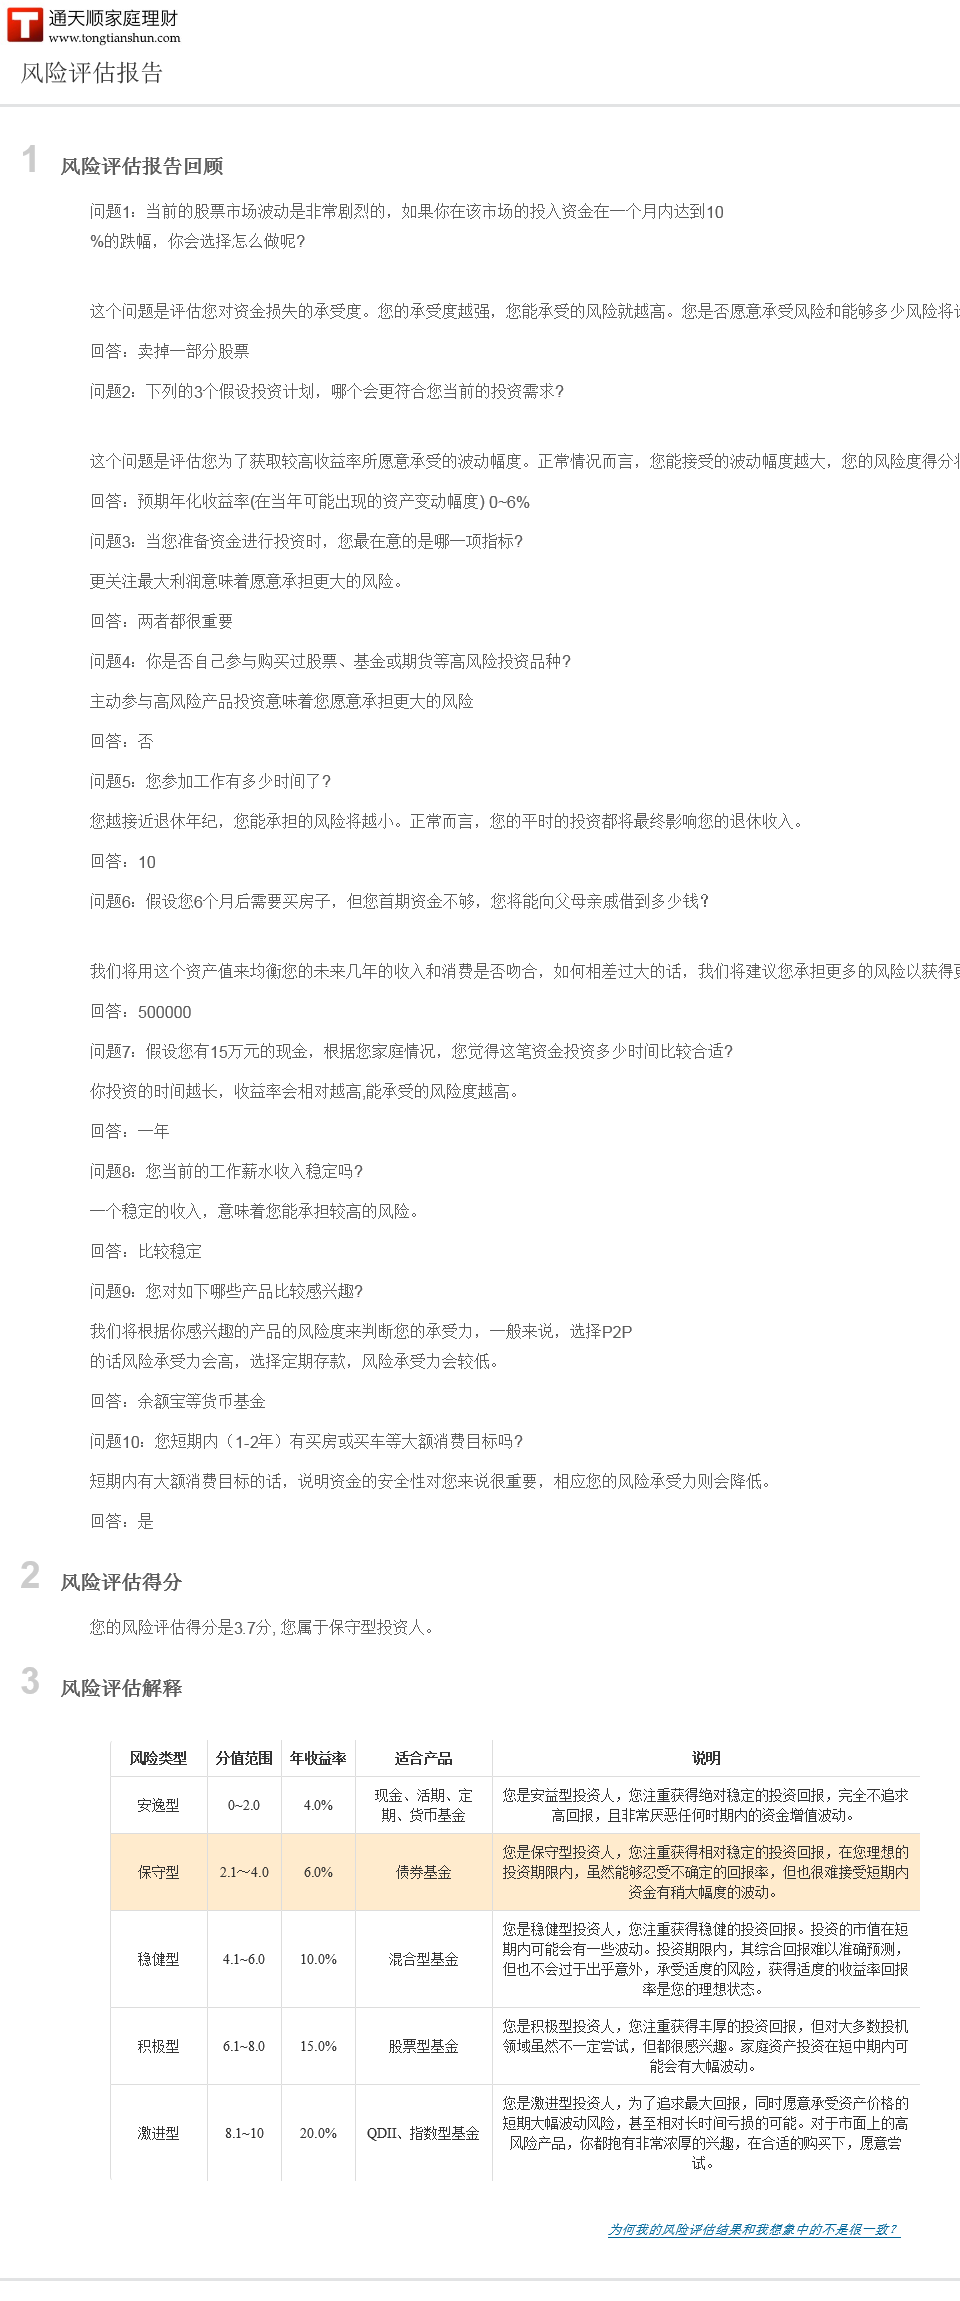 通天顺家庭理财
www.tongtianshun.com
风险评估报告
1 风险评估报告回顾
问题1：当前的股票市场波动是非常剧烈的，如果你在该市场的投入资金在一个月内达到10
%的跌幅，你会选择怎么做呢？
这个问题是评估您对资金损失的承受度。您的承受度越强，您能承受的风险就越高。您是否愿意承受风险和能够多少风险将
回答：卖掉一部分股票
问题2：下列的3个假设投资计划，哪个会更符合您当前的投资需求？
这个问题是评估您为了获取较高收益率所愿意承受的波动幅度。正常情况而言，您能接受的波动幅度越大，您的风险度得分
回答：预期年化收益率(在当年可能出现的资产变动幅度) 0~6%
问题3：当您准备资金进行投资时，您最在意的是哪一项指标？
更关注最大利润意味着愿意承担更大的风险。
回答：两者都很重要
问题4：你是否自己参与购买过股票、基金或期货等高风险投资品种？
主动参与高风险产品投资意味着您愿意承担更大的风险
回答：否
问题5：您参加工作有多少时间了？
您越接近退休年纪，您能承担的风险将越小。正常而言，您的平时的投资都将最终影响您的退休收入。
回答：10
问题6：假设您6个月后需要买房子，但您首期资金不够，您将能向父母亲戚借到多少钱？
我们将用这个资产值来均衡您的未来几年的收入和消费是否吻合，如何相差过大的话，我们将建议您承担更多的风险以获得
回答：500000
问题7：假设您有15万元的现金，根据您家庭情况，您觉得这笔资金投资多少时间比较合适？
你投资的时间越长，收益率会相对越高,能承受的风险度越高。
回答：一年
问题8：您当前的工作薪水收入稳定吗？
一个稳定的收入，意味着您能承担较高的风险。
回答：比较稳定
问题9：您对如下哪些产品比较感兴趣？
我们将根据你感兴趣的产品的风险度来判断您的承受力，一般来说，选择P2P
的话风险承受力会高，选择定期存款，风险承受力会较低。
回答：余额宝等货币基金
问题10：您短期内（1-2年）有买房或买车等大额消费目标吗？
短期内有大额消费目标的话，说明资金的安全性对您来说很重要，相应您的风险承受力则会降低。
回答：是
2 风险评估得分
您的风险评估得分是3.7分, 您属于保守型投资人。
3 风险评估解释
风险类型 分值范围 年收益率 适合产品 说明
安逸型 0~2.0 4.0% 现金、活期、定
期、货币基金
您是安益型投资人，您注重获得绝对稳定的投资回报，完全不追求
高回报，且非常厌恶任何时期内的资金增值波动。
保守型 2.1～4.0 6.0% 债券基金
您是保守型投资人，您注重获得相对稳定的投资回报，在您理想的
投资期限内，虽然能够忍受不确定的回报率，但也很难接受短期内
资金有稍大幅度的波动。
稳健型 4.1~6.0 10.0% 混合型基金
您是稳健型投资人，您注重获得稳健的投资回报。投资的市值在短
期内可能会有一些波动。投资期限内，其综合回报难以准确预测，
但也不会过于出乎意外，承受适度的风险，获得适度的收益率回报
率是您的理想状态。
积极型 6.1~8.0 15.0% 股票型基金
您是积极型投资人，您注重获得丰厚的投资回报，但对大多数投机
领域虽然不一定尝试，但都很感兴趣。家庭资产投资在短中期内可
能会有大幅波动。
激进型 8.1~10 20.0% QDII、指数型基金
您是激进型投资人，为了追求最大回报，同时愿意承受资产价格的
短期大幅波动风险，甚至相对长时间亏损的可能。对于市面上的高
风险产品，你都抱有非常浓厚的兴趣，在合适的购买下，愿意尝
试。
为何我的风险评估结果和我想象中的不是很一致？